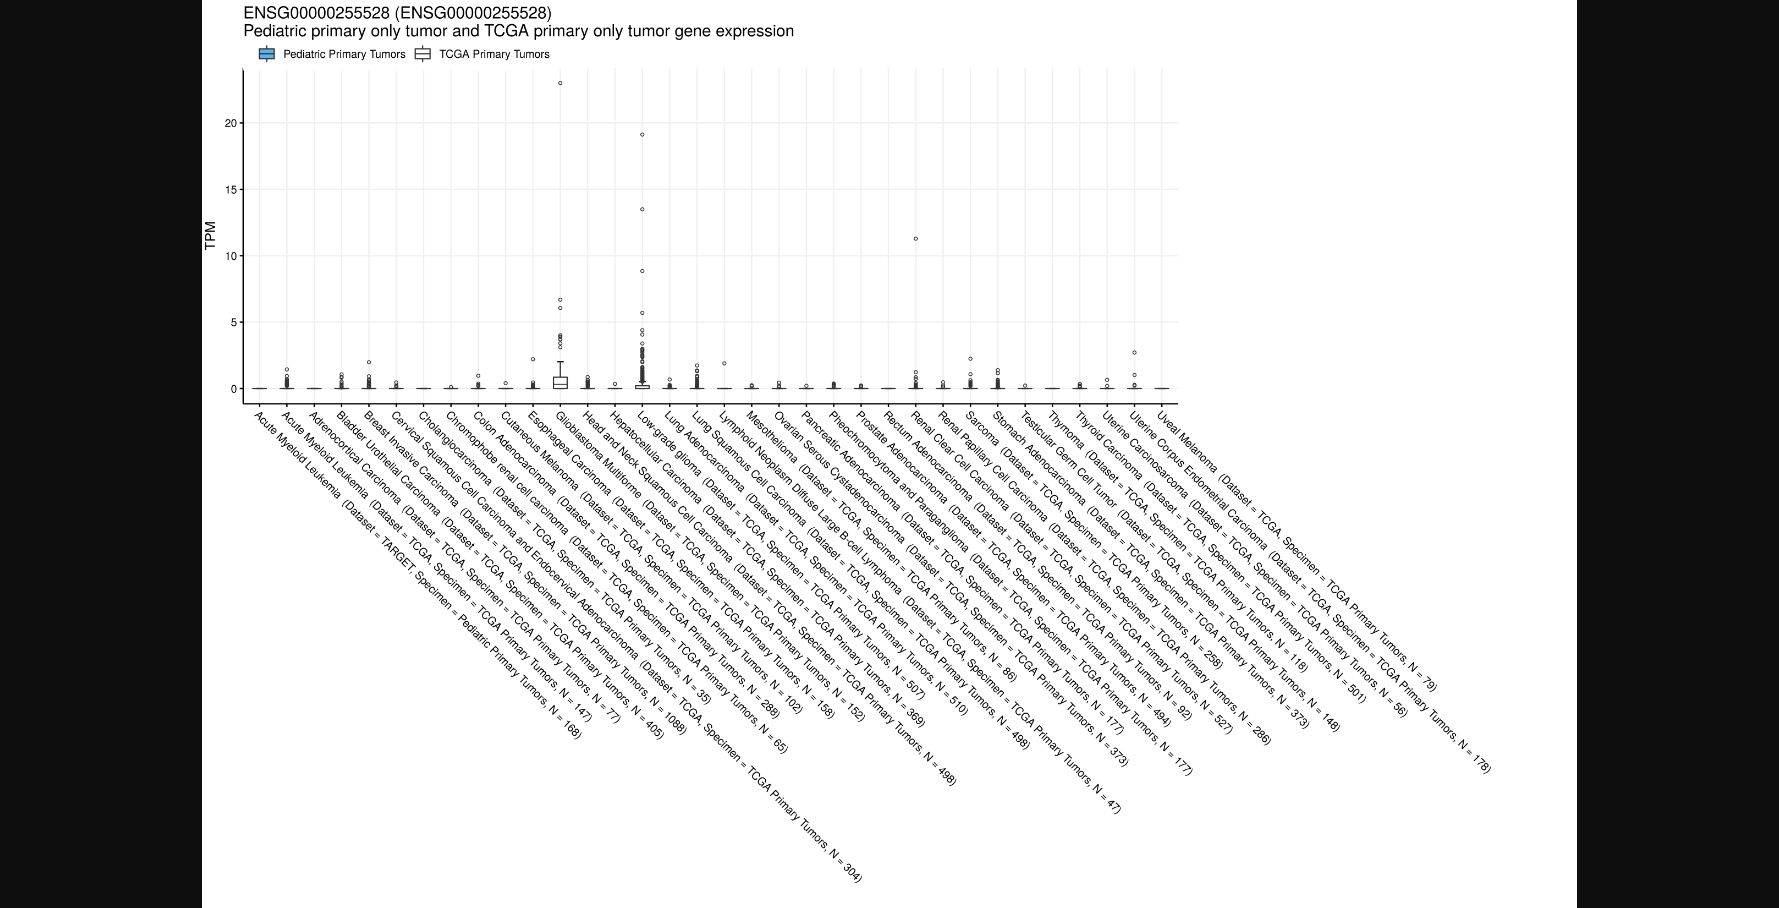 ENSG00000255528 (ENSG00000255528)
Pediatric primary only tumor and TCGA primary only tumor gene expression
Pediatric Primary Tumors
TCGA Primary Tumors
TPM
20
15
10
5
0
Acute Myeloid Leukemia (Dataset = TARGET, Specimen = Pediatric Primary Tumors, N = 168)
Acute Myeloid Leukemia (Dataset = TCGA, Specimen = TCGA Primary Tumors, N = 147)
Adrenocortical Carcinoma (Dataset = TCGA, Specimen = TCGA Primary Tumors, N = 77)
Bladder Urothelial Carcinoma (Dataset = TCGA, Specimen = TCGA Primary Tumors, N = 405)
Breast Invasive Carcinoma (Dataset = TCGA, Specimen = TCGA Primary Tumors, N = 1088)
Cervical Squamous Cell Carcinoma and Endocervical Adenocarcinoma (Dataset = TCGA, Specimen = TCGA Primary Tumors, N = 304)
Cholangiocarcinoma (Dataset = TCGA, Specimen = TCGA Primary Tumors, N = 35)
Chromophobe renal cell carcinoma (Dataset = TCGA, Specimen = TCGA Primary Tumors, N = 65)
Colon Adenocarcinoma (Dataset = TCGA, Specimen = TCGA Primary Tumors, N = 288)
Cutaneous Melanoma (Dataset = TCGA, Specimen = TCGA Primary Tumors, N = 102)
Esophageal Carcinoma (Dataset = TCGA, Specimen = TCGA Primary Tumors, N = 158)
Glioblastoma Multiforme (Dataset = TCGA, Specimen = TCGA Primary Tumors, N = 152)
Head and Neck Squamous Cell Carcinoma (Dataset = TCGA, Specimen = TCGA Primary Tumors, N = 498)
Hepatocellular Carcinoma (Dataset = TCGA, Specimen = TCGA Primary Tumors, N = 369)
Low-grade glioma (Dataset = TCGA, Specimen = TCGA Primary Tumors, N = 507)
Lung Adenocarcinoma (Dataset = TCGA, Specimen = TCGA Primary Tumors, N = 510)
Lung Squamous Cell Carcinoma (Dataset = TCGA, Specimen = TCGA Primary Tumors, N = 498)
Lymphoid Neoplasm Diffuse Large B-cell Lymphoma (Dataset = TCGA, Specimen = TCGA Primary Tumors, N = 47)
Mesothelioma (Dataset = TCGA, Specimen = TCGA Primary Tumors, N = 86)
Ovarian Serous Cystadenocarcinoma (Dataset = TCGA, Specimen = TCGA Primary Tumors, N = 373)
Pancreatic Adenocarcinoma (Dataset = TCGA, Specimen = TCGA Primary Tumors, N = 177)
Pheochromocytoma and Paraganglioma (Dataset = TCGA, Specimen = TCGA Primary Tumors, N = 177)
Prostate Adenocarcinoma (Dataset = TCGA, Specimen = TCGA Primary Tumors, N = 494)
Rectum Adenocarcinoma (Dataset = TCGA, Specimen = TCGA Primary Tumors, N = 92)
Renal Clear Cell Carcinoma (Dataset = TCGA, Specimen = TCGA Primary Tumors, N = 527)
Renal Papillary Cell Carcinoma (Dataset = TCGA, Specimen = TCGA Primary Tumors, N = 286)
Sarcoma (Dataset = TCGA, Specimen = TCGA Primary Tumors, N = 258)
Stomach Adenocarcinoma (Dataset = TCGA, Specimen = TCGA Primary Tumors, N = 373)
Testicular Germ Cell Tumor (Dataset = TCGA, Specimen = TCGA Primary Tumors, N = 148)
Thymoma (Dataset = TCGA, Specimen = TCGA Primary Tumors, N = 118)
Thyroid Carcinoma (Dataset = TCGA, Specimen = TCGA Primary Tumors, N = 501)
Uterine Carcinosarcoma (Dataset = TCGA, Specimen = TCGA Primary Tumors, N = 56)
Uterine Corpus Endometrial Carcinoma (Dataset = TCGA, Specimen = TCGA Primary Tumors, N = 178)
Uveal Melanoma (Dataset = TCGA, Specimen = TCGA Primary Tumors, N = 79)